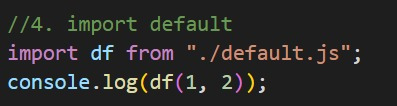 //4. import default
import df from "./default.js";
console.log(df(1, 2));